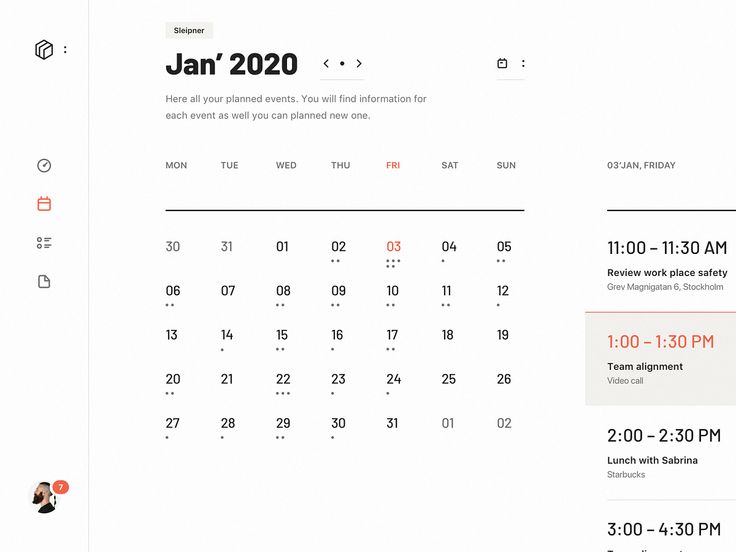 Sleipner
Jan’ 2020
Here all your planned events. You will find information for
each event as well you can planned new one.
MON TUE WED THU FRI SAT SUN
30 31 01 02 03 04 05
06 07 08 09 10 11 12
13 14 15 16 17 18 19
20 21 22 23 24 25 26
27 28 29 30 31 01 02
7
03’JAN, FRIDAY
11:00 – 11:30 AM
Review work place safety
Grev Magnigatan 6, Stockholm
1:00 – 1:30 PM
Team alignment
Video call
2:00 – 2:30 PM
Lunch with Sabrina
Starbucks
3:00 – 4:30 PM